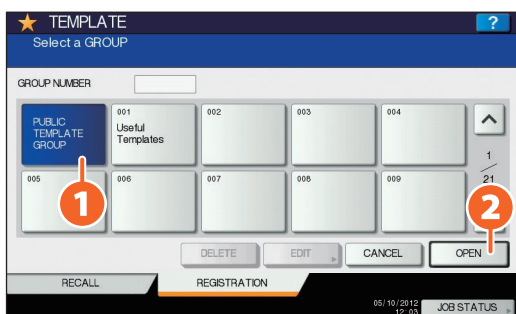 TEMPLATE
?
Select a GROUP
GROUP NUMBER
PUBLIC
TEMPLATE
GROUP
001
Useful
Templates
002
003
004
1
21
005
006
007
008
009
1
2
DELETE
EDIT
CANCEL
OPEN
RECALL
REGISTRATION
05/10/2012
12:03
JOB STATUS